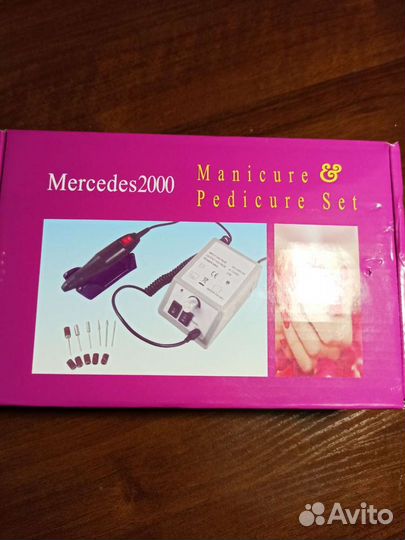 Mercedes2000
Manicure &
Pedicure Set
Avito